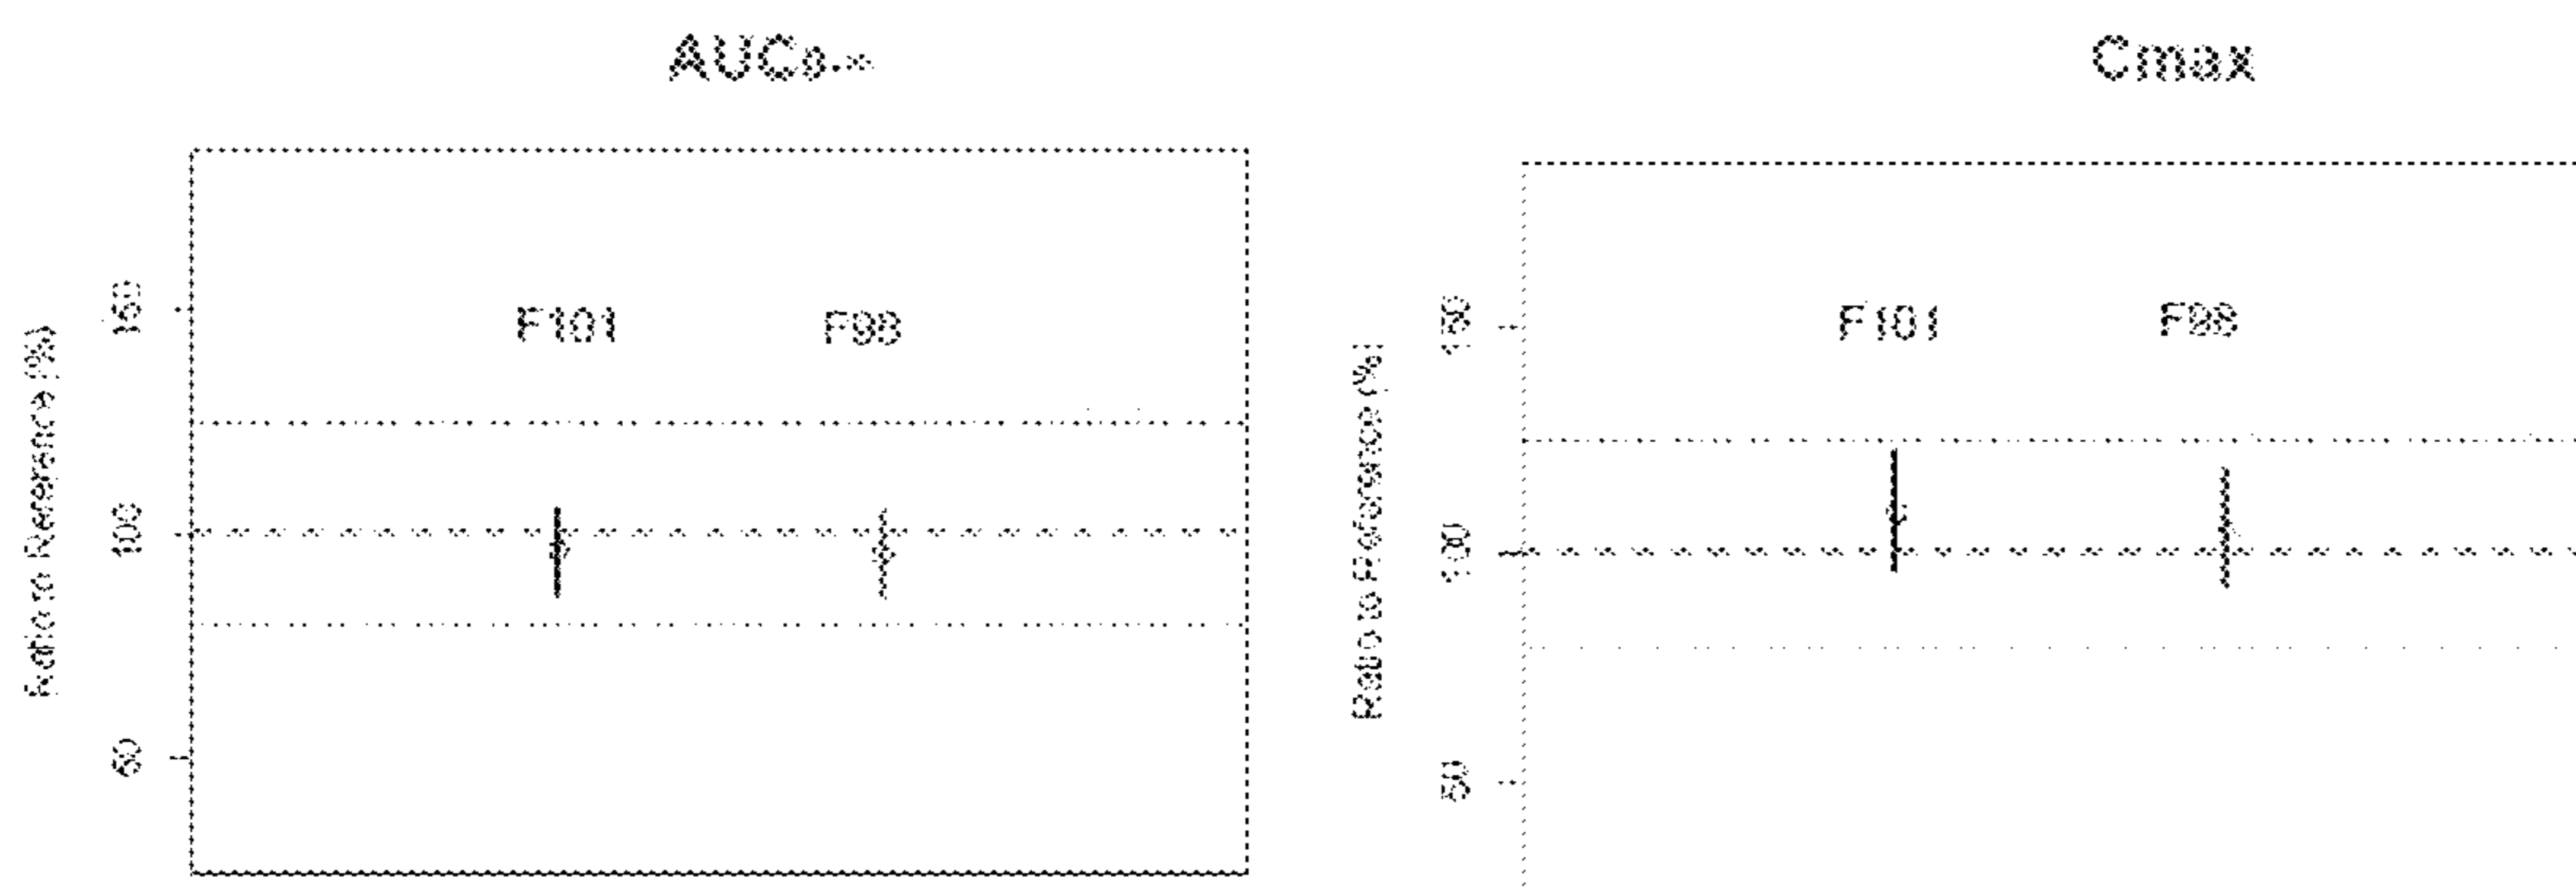 AUC0-∞
Cmax
Ratio to Reference (%)
150
100
50
F101
F98
Ratio to Reference (%)
150
100
50
F101
F98